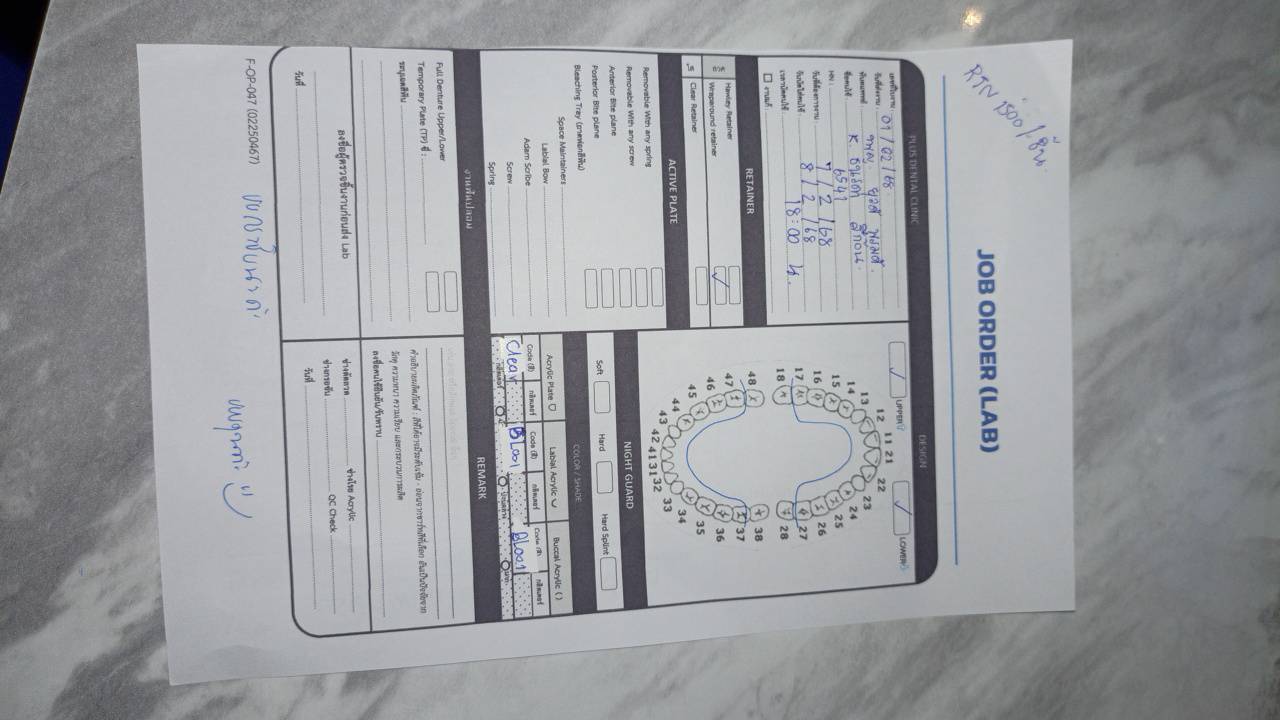 RTN 1500/ชิ้น
JOB ORDER (LAB)
PLUS DENTAL CLINIC
เลขที่ใบงาน :
วันที่ส่งงาน : 01/02/68
ทันตแพทย์ : ทพญ.
ชื่อคนไข้ : K.
HN : 6541
วันที่ต้องการงาน : 7/2/68
วันนัดใส่คนไข้ : 8/2/68
เวลานัดคนไข้ : 18:00 น.
งานแก้ :
RETAINER
ลวด
Hawley Retainer
Wraparound retainer
ใส
Clear Retainer
ACTIVE PLATE
Removable With any spring
Removable With any screw
Anterior Bite plane
Posterior Bite plane
Bleaching Tray (ถาดฟอกสีฟัน)
Space Maintainers
Labial Bow
Adam Scribe
Screw
Spring
งานฟันปลอม
Full Denture Upper/Lower
Temporary Plate (TP) ซี่ :
ระบุเฉดสีฟัน
ลงชื่อผู้ตรวจชิ้นงานก่อนส่ง Lab
วันที่
DESIGN
UPPER
LOWER
11 21
12 22
13 23
14 24
15 25
16 26
17 27
18 28
48 38
47 37
46 36
45 35
44 34
43 33
42 41 31 32
NIGHT GUARD
Soft Hard Hard Splint
COLOR / SHADE
Acrylic Plate Labial Acrylic Buccal Acrylic ( )
Code (สี) กลิตเตอร์ Code (สี) กลิตเตอร์ Code (สี) กลิตเตอร์
Clear BL001 BL001
กลิตเตอร์ ปานกลาง มาก
REMARK
คำอธิบายผลิตภัณฑ์ : สีที่ได้อาจมีระดับเข้ม - อ่อนจากชาร์ทสีที่เลือก อันเป็นปัจจัยจาก
วัสดุ ความหนา ความเรียบ และกระบวนการผลิต
ลงชื่อคนไข้ยืนยัน/รับทราบ
ช่างดัดลวด ช่างโรย Acrylic
ช่างกรอขัด QC Check
วันที่
F-OP-047 (02250467)
ขอบคุณค่ะ